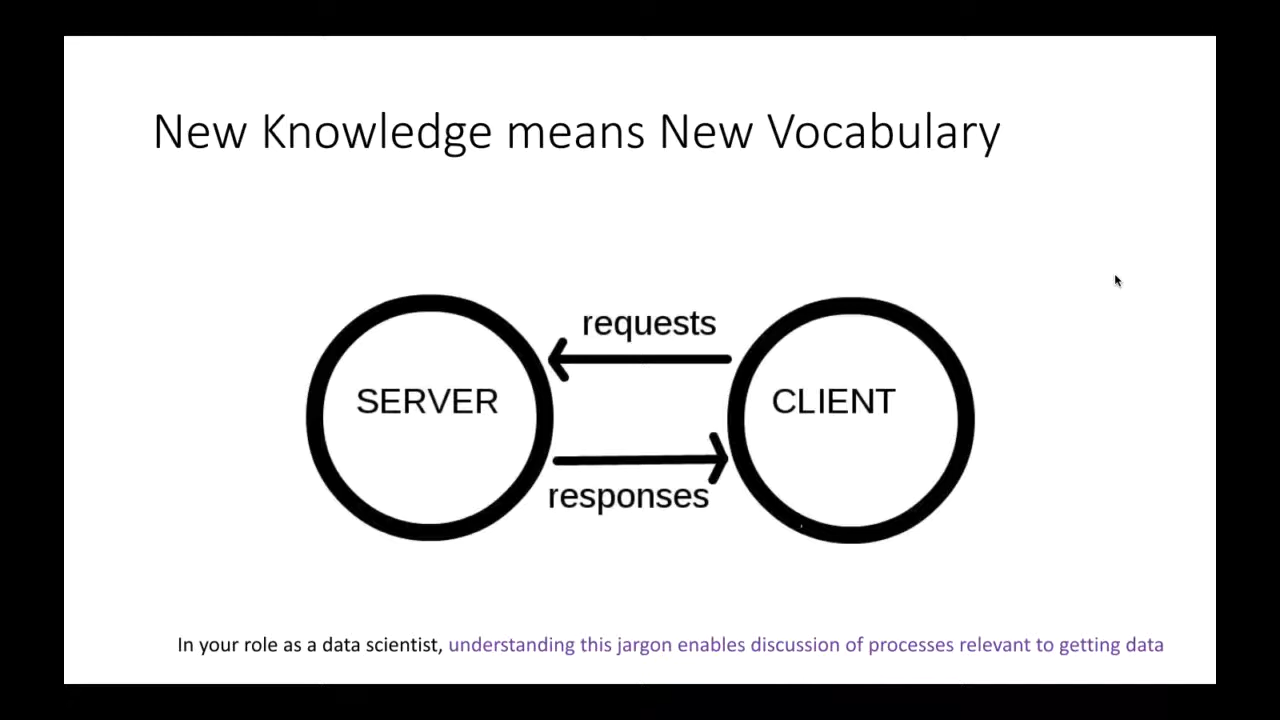 New Knowledge means New Vocabulary
requests
SERVER
CLIENT
responses
In your role as a data scientist, understanding this jargon enables discussion of processes relevant to getting data